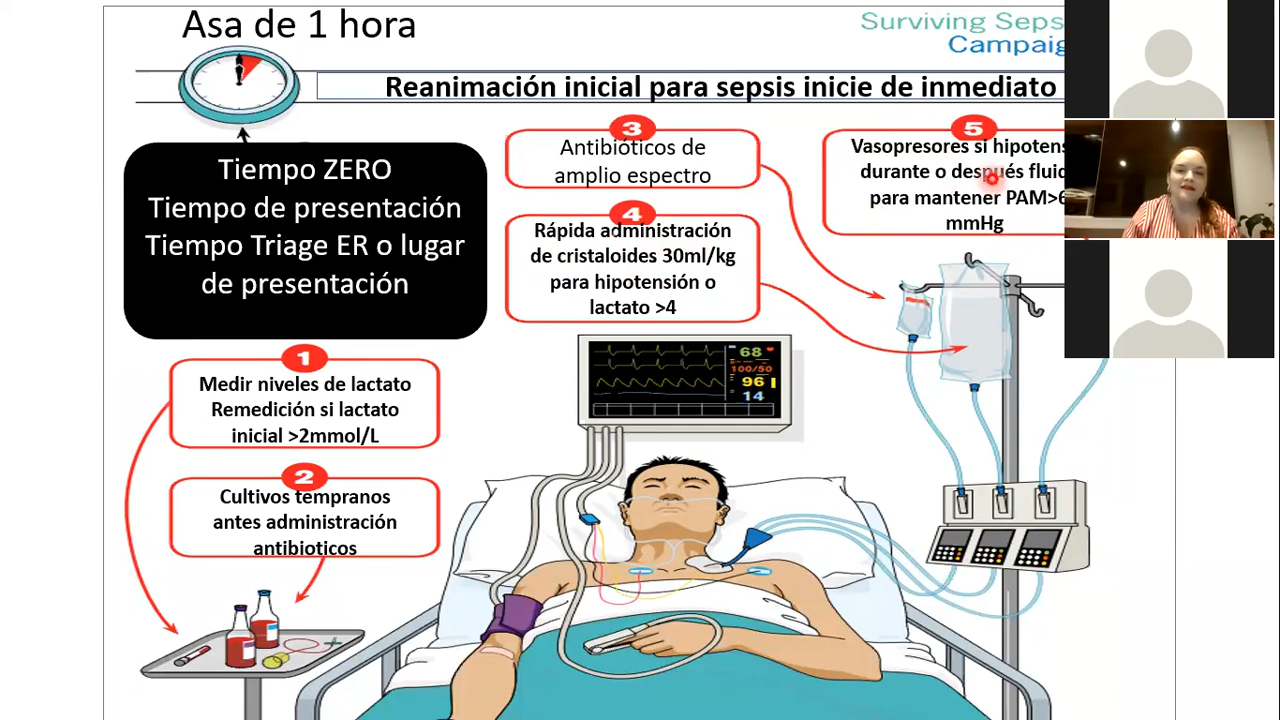 Asa de 1 hora
Surviving Seps
Campaig
Reanimación inicial para sepsis inicie de inmediato
Tiempo ZERO
Tiempo de presentación
Tiempo Triage ER o lugar
de presentación
1
Medir niveles de lactato
Remedición si lactato
inicial >2mmol/L
2
Cultivos tempranos
antes administración
antibioticos
3
Antibióticos de
amplio espectro
4
Rápida administración
de cristaloides 30ml/kg
para hipotensión o
lactato >4
5
Vasopresores si hipotens
durante o después fluid
para mantener PAM>6
mmHg
68
100/50
96
14